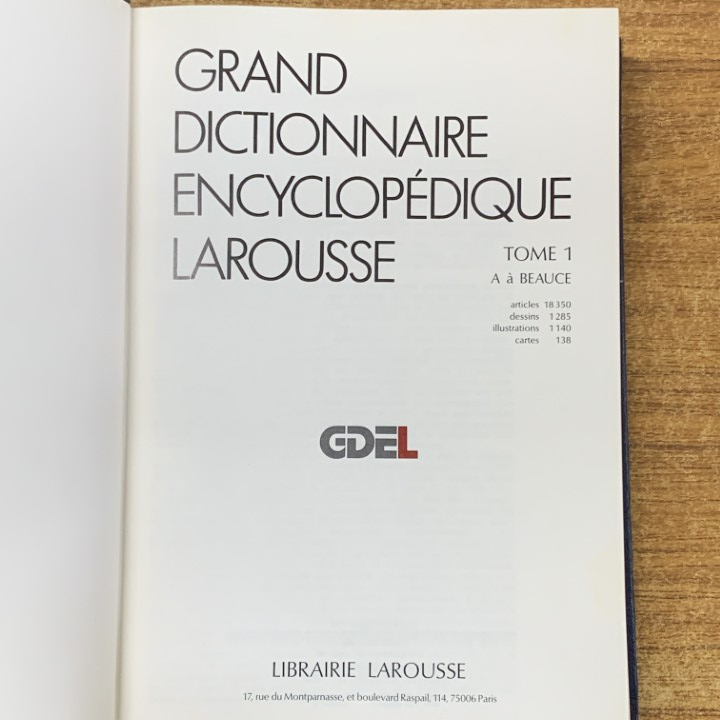 GRAND
DICTIONNAIRE
ENCYCLOPÉDIQUE
LAROUSSE
TOME 1
A à BEAUCE
articles 18 350
dessins 1 285
illustrations 1 140
cartes 138
GDEL
LIBRAIRIE LAROUSSE
17, rue du Montparnasse, et boulevard Raspail, 114, 75006 Paris